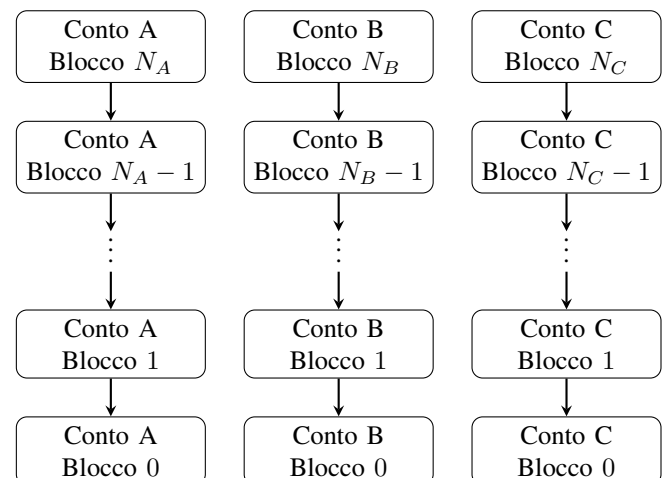 Conto A
Blocco N_A
Conto B
Blocco N_B
Conto C
Blocco N_C
Conto A
Blocco N_A − 1
Conto B
Blocco N_B − 1
Conto C
Blocco N_C − 1
Conto A
Blocco 1
Conto B
Blocco 1
Conto C
Blocco 1
Conto A
Blocco 0
Conto B
Blocco 0
Conto C
Blocco 0